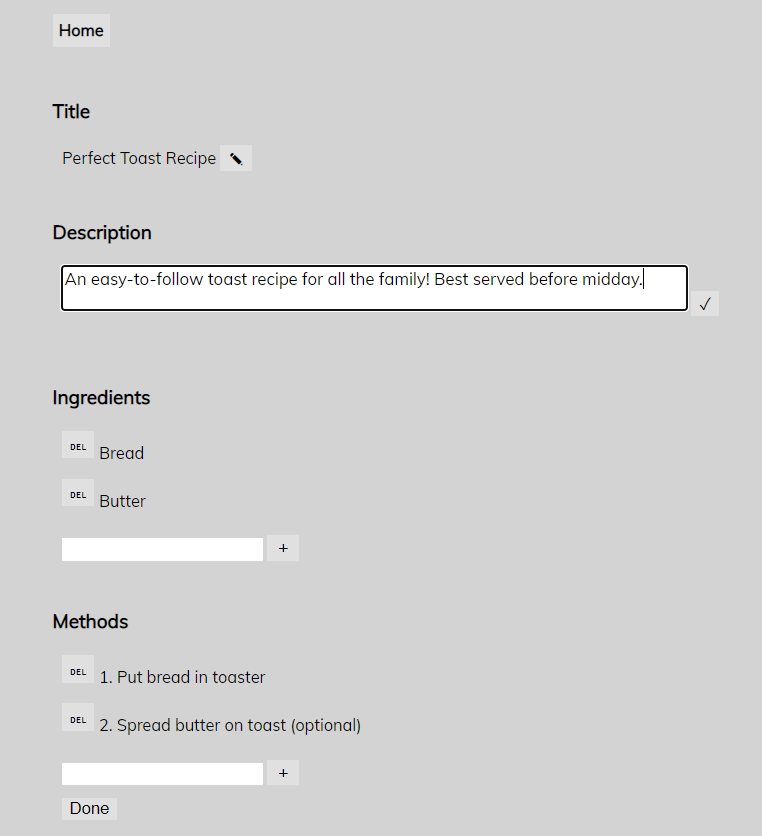 Home
Title
Perfect Toast Recipe
Description
An easy-to-follow toast recipe for all the family! Best served before midday.
✓
Ingredients
DEL Bread
DEL Butter
+
Methods
DEL 1. Put bread in toaster
DEL 2. Spread butter on toast (optional)
+
Done